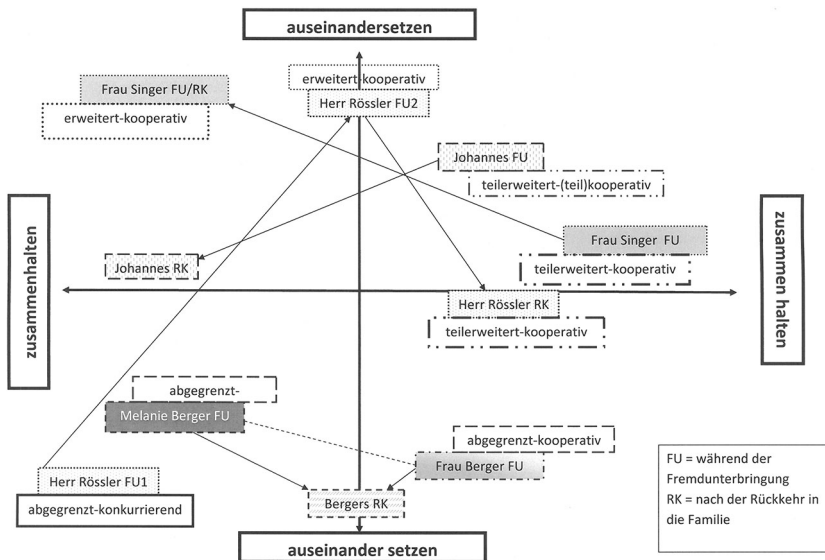 auseinandersetzen
erweitert-kooperativ
Herr Rössler FU2
Frau Singer FU/RK
erweitert-kooperativ
Johannes FU
teilerweitert-(teil)kooperativ
zusammenhalten
zusammen halten
Frau Singer FU
teilerweitert-kooperativ
Johannes RK
Herr Rössler RK
teilerweitert-kooperativ
abgegrenzt-
Melanie Berger FU
abgegrenzt-kooperativ
Frau Berger FU
Herr Rössler FU1
abgegrenzt-konkurrierend
Bergers RK
auseinander setzen
FU = während der
Fremdunterbringung
RK = nach der Rückkehr in
die Familie